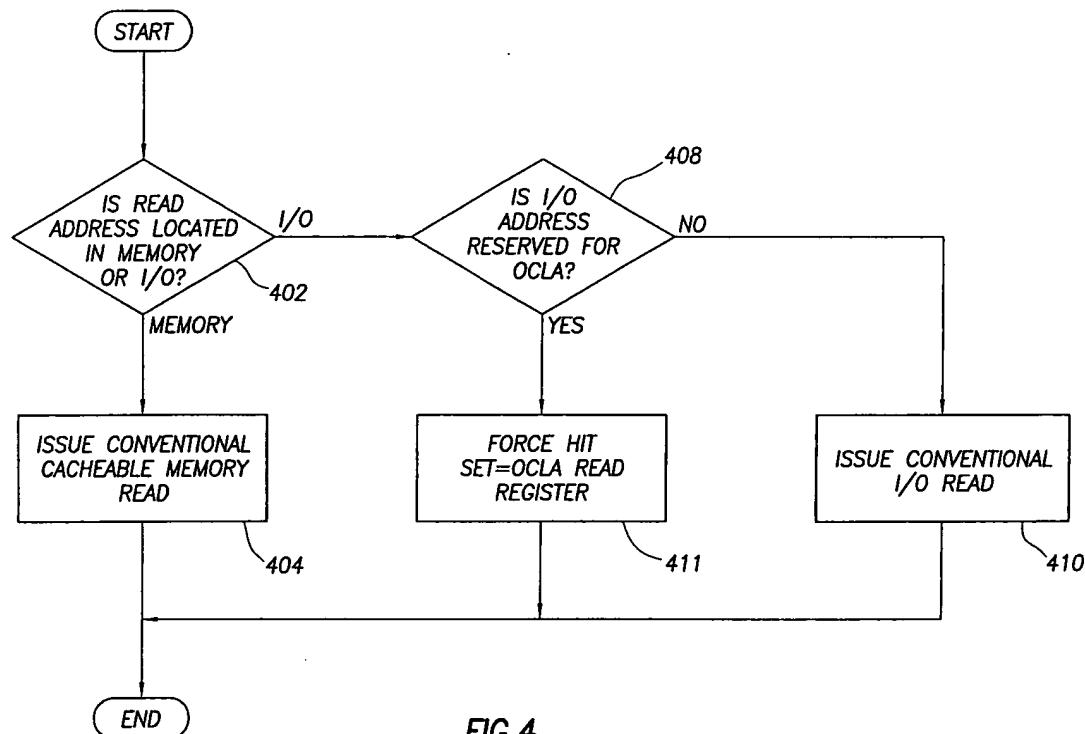 START
IS READ
ADDRESS LOCATED
IN MEMORY
OR I/O?
I/O
402
MEMORY
408
IS I/O
ADDRESS
RESERVED FOR
OCLA?
NO
YES
ISSUE CONVENTIONAL
CACHEABLE MEMORY
READ
404
FORCE HIT
SET=OCLA READ
REGISTER
411
ISSUE CONVENTIONAL
I/O READ
410
END
FIG.4